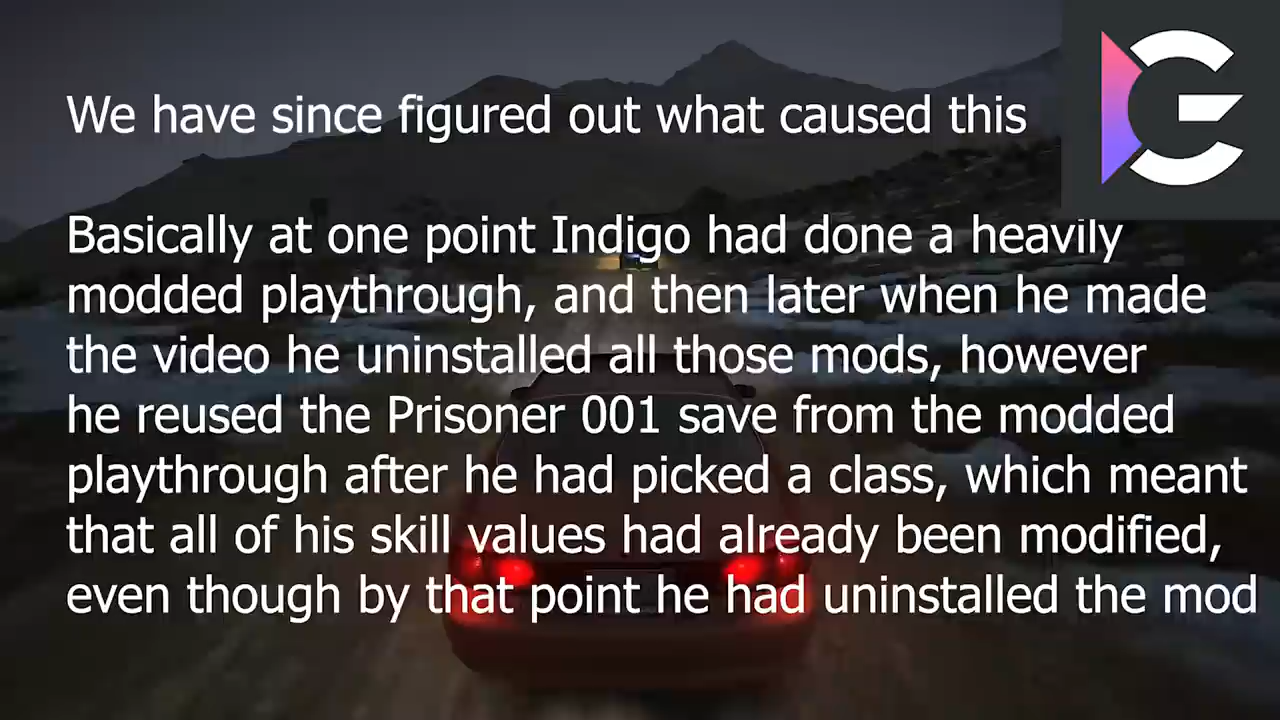 We have since figured out what caused this
Basically at one point Indigo had done a heavily
modded playthrough, and then later when he made
the video he uninstalled all those mods, however
he reused the Prisoner 001 save from the modded
playthrough after he had picked a class, which meant
that all of his skill values had already been modified,
even though by that point he had uninstalled the mod